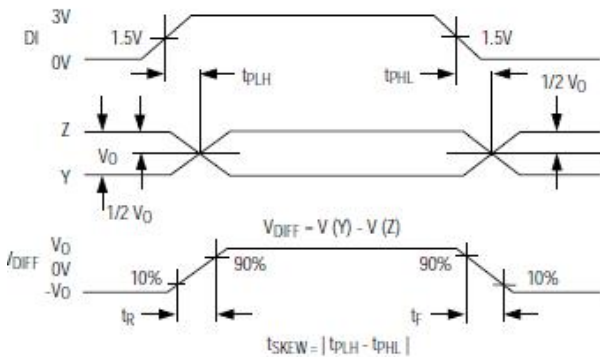 3V
DI
1.5V
1.5V
0V
tPLH
tPHL
1/2 VO
Z
VO
Y
1/2 VO
VDIFF = V (Y) - V (Z)
VO
VDIFF
0V
-VO
10%
90%
90%
10%
tR
tF
tSKEW = | tPLH - tPHL |